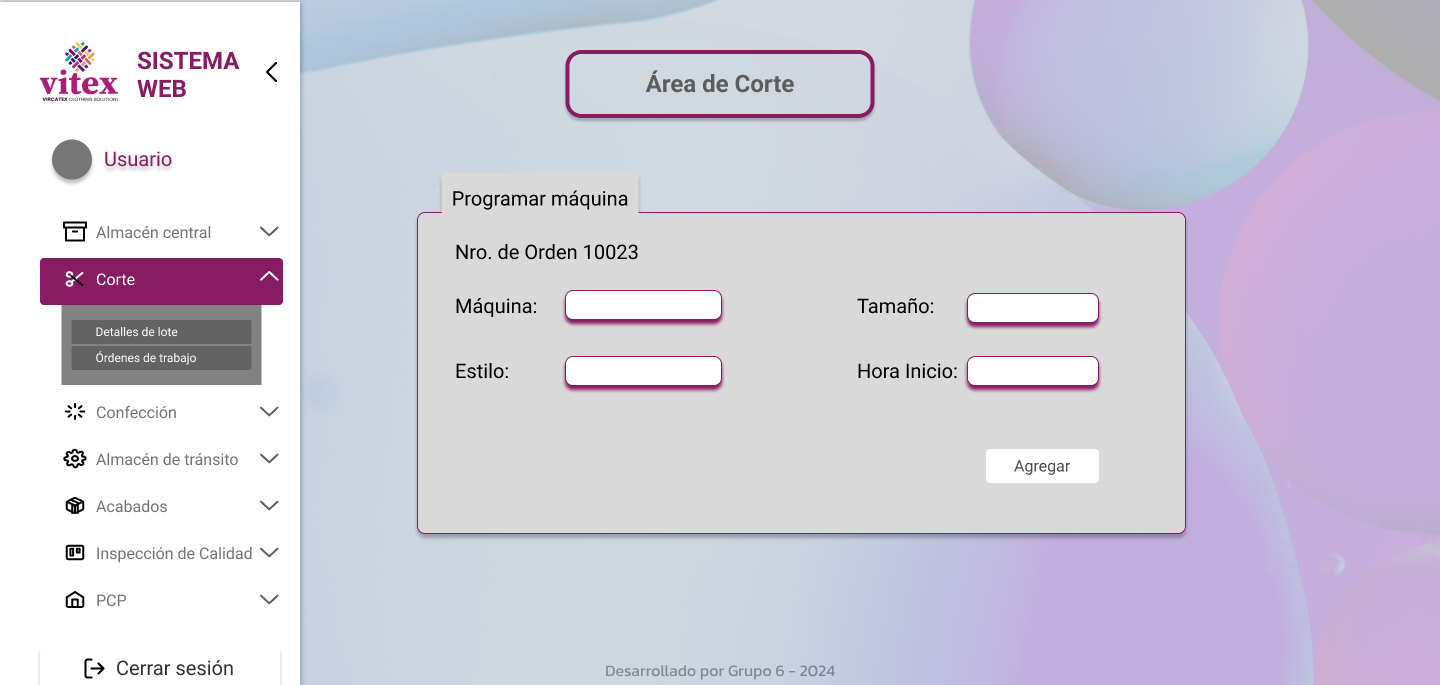 vitex
VIRCATEX CLOTHING SOLUTIONS
SISTEMA
WEB
Usuario
Almacén central
Corte
Detalles de lote
Órdenes de trabajo
Confección
Almacén de tránsito
Acabados
Inspección de Calidad
PCP
Cerrar sesión
Área de Corte
Programar máquina
Nro. de Orden 10023
Máquina:
Tamaño:
Estilo:
Hora Inicio:
Agregar
Desarrollado por Grupo 6 - 2024